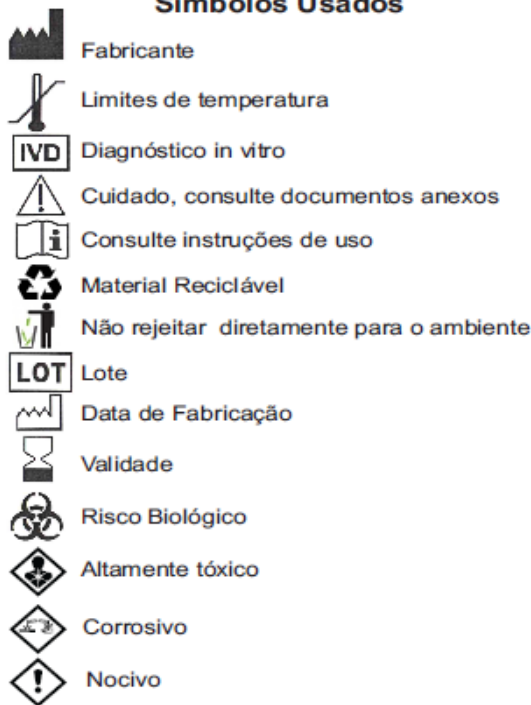 Símbolos Usados
Fabricante
Limites de temperatura
IVD Diagnóstico in vitro
Cuidado, consulte documentos anexos
i Consulte instruções de uso
Material Reciclável
Não rejeitar diretamente para o ambiente
LOT Lote
Data de Fabricação
Validade
Risco Biológico
Altamente tóxico
Corrosivo
Nocivo